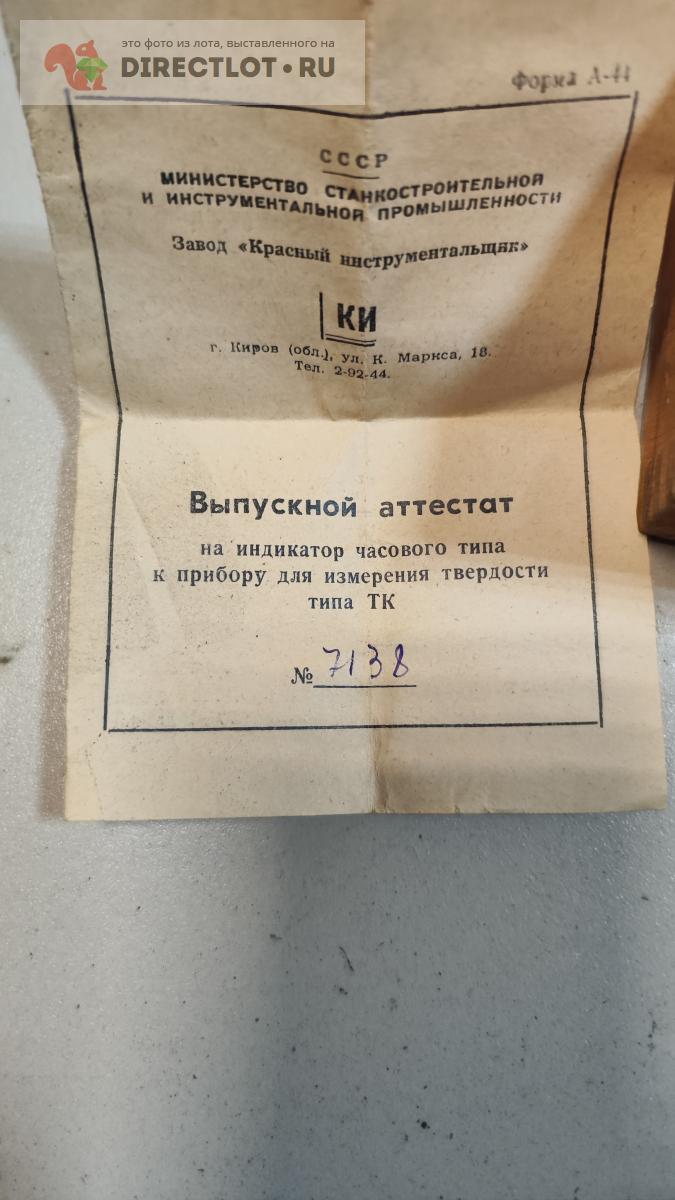 это фото из лота, выставленного на
DIRECTLOT•RU
Форма А-44
СССР
МИНИСТЕРСТВО СТАНКОСТРОИТЕЛЬНОЙ
И ИНСТРУМЕНТАЛЬНОЙ ПРОМЫШЛЕННОСТИ
Завод «Красный инструментальщик»
КИ
г. Киров (обл.), ул. К. Маркса, 18.
Тел. 2-92-44.
Выпускной аттестат
на индикатор часового типа
к прибору для измерения твердости
типа ТК
№ 7138